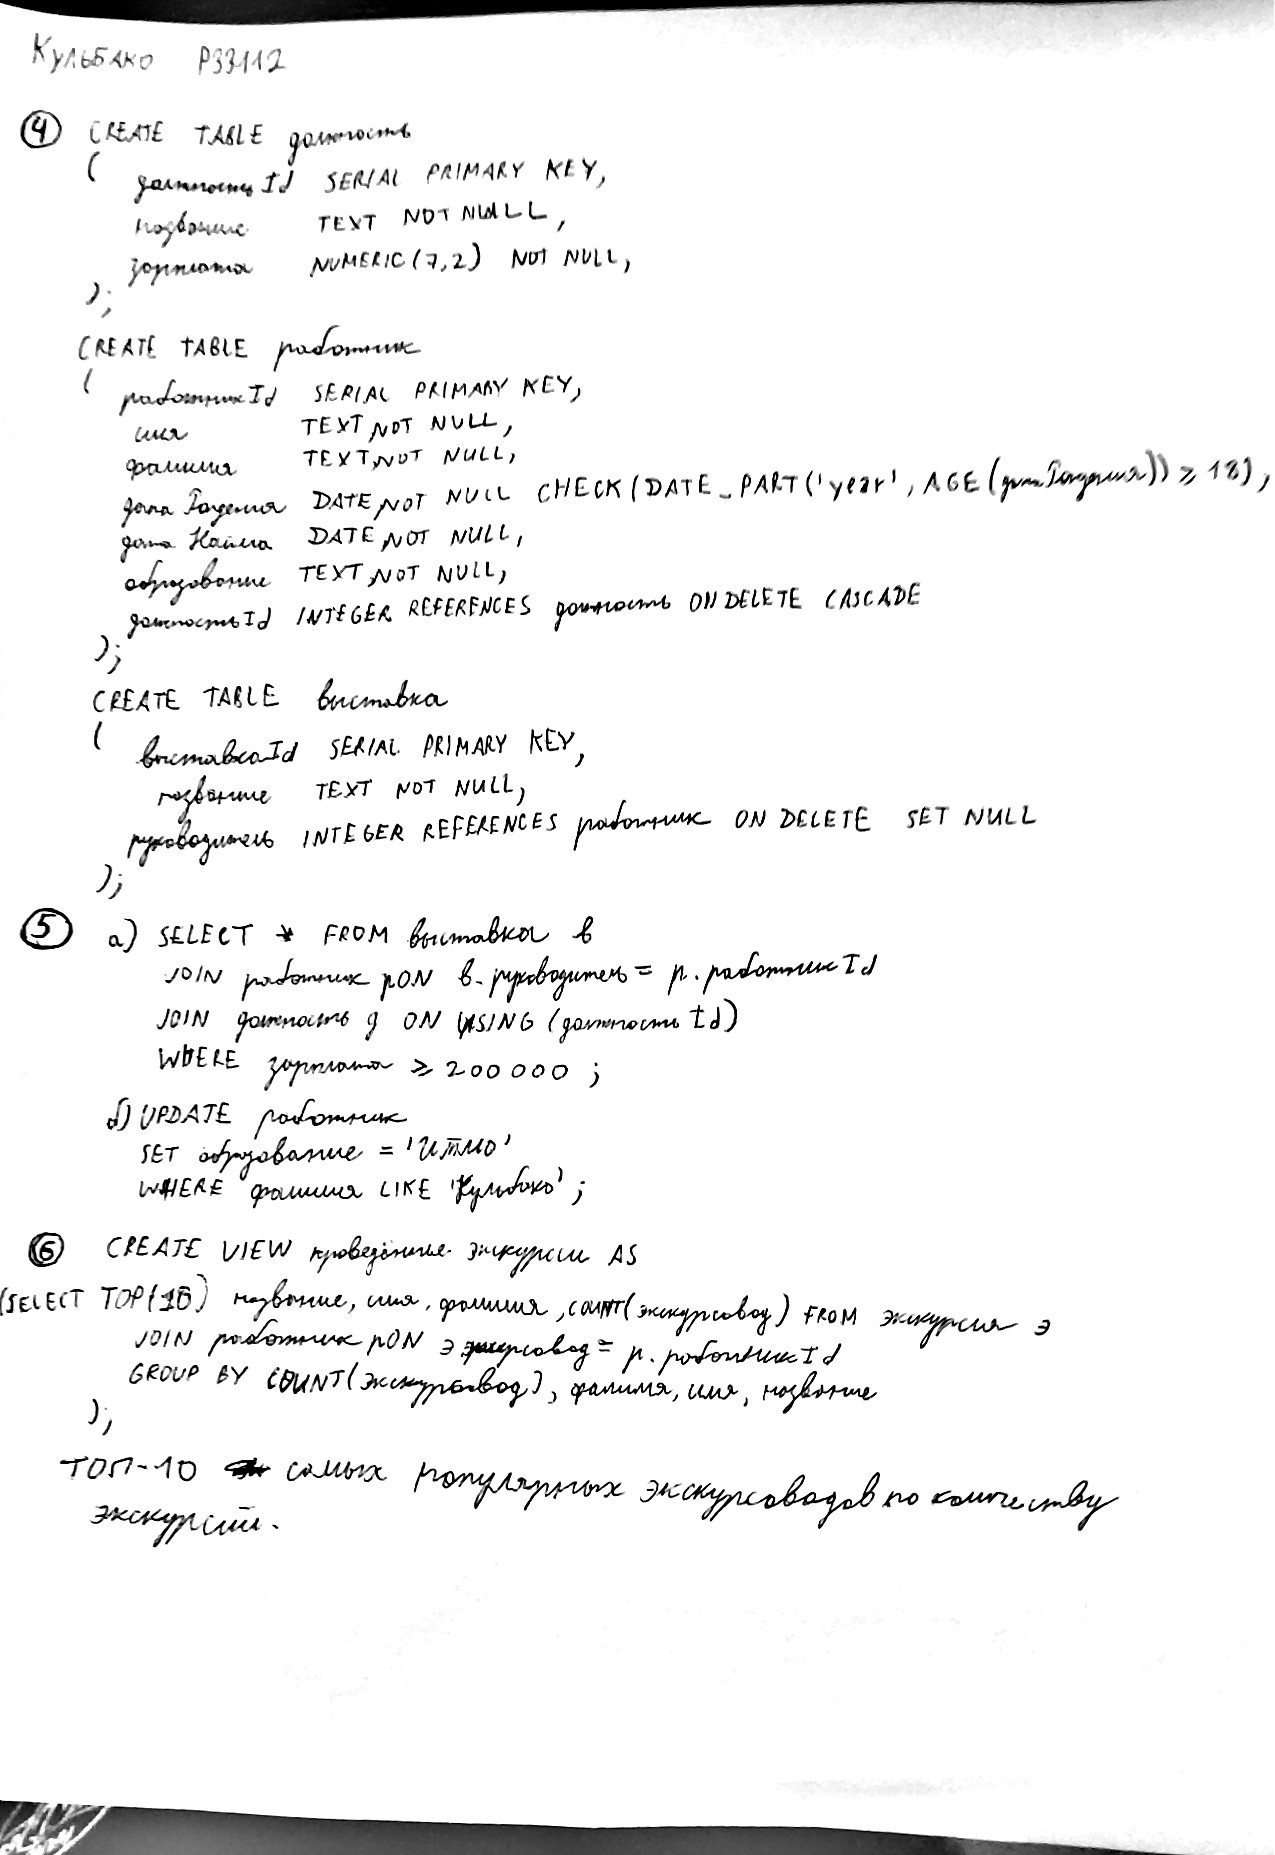 Кульбако P33112
④ CREATE TABLE должность
(
должностьId SERIAL PRIMARY KEY,
название TEXT NOT NULL,
зарплата NUMERIC(7,2) NOT NULL,
);
CREATE TABLE работник
(
работникId SERIAL PRIMARY KEY,
имя TEXT, NOT NULL,
фамилия TEXT, NOT NULL,
дата Рождения DATE, NOT NULL CHECK(DATE_PART('year', AGE(дата Рождения)) ≥ 18),
дата Найма DATE, NOT NULL,
образование TEXT, NOT NULL,
должностьId INTEGER REFERENCES должность ON DELETE CASCADE
);
CREATE TABLE выставка
(
выставкаId SERIAL PRIMARY KEY,
название TEXT NOT NULL,
руководитель INTEGER REFERENCES работник ON DELETE SET NULL
);
⑤ а) SELECT * FROM выставка в
JOIN работник р ON в.руководитель = р.работникId
JOIN должность д ON USING (должностьId)
WHERE зарплата ≥ 200000;
б) UPDATE работник
SET образование = 'ИТМО'
WHERE фамилия LIKE 'Кульбако';
⑥ CREATE VIEW проведённые экскурсии AS
(SELECT TOP(10) название, имя, фамилия, COUNT(экскурсовод) FROM экскурсия э
JOIN работник р ON э экскурсовод = р.работникId
GROUP BY COUNT(экскурсовод), фамилия, имя, название
);
ТОП-10 самых популярных экскурсоводов по количеству
экскурсий.